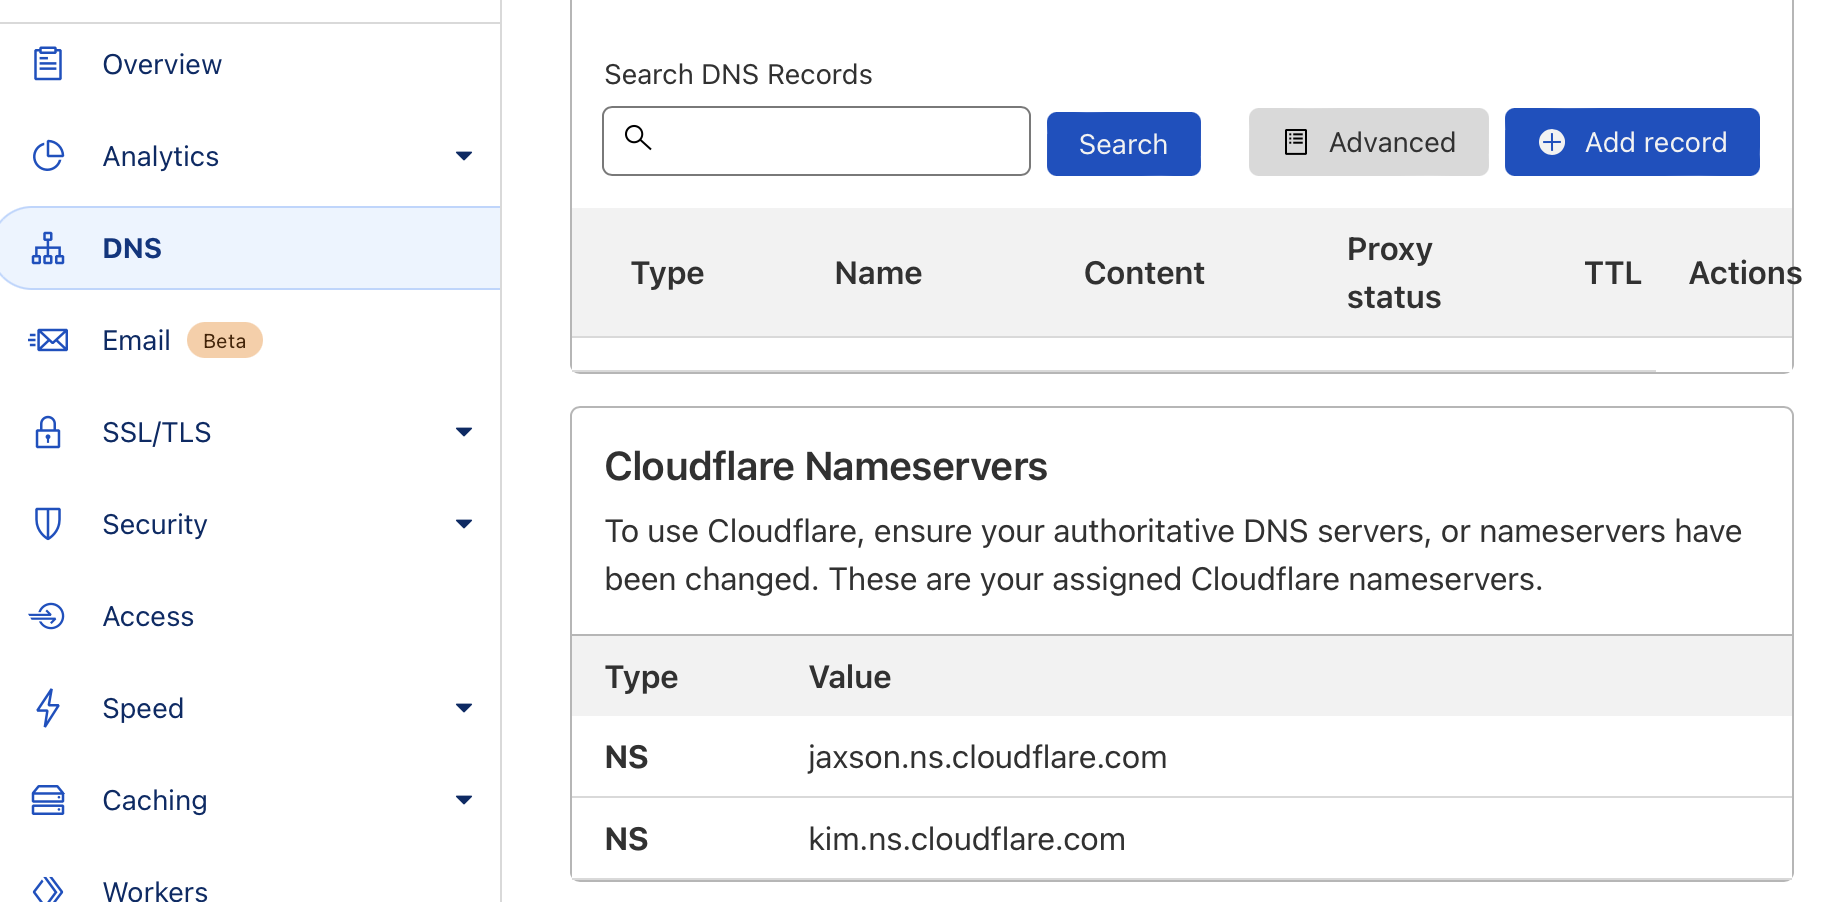 Overview
Analytics
DNS
Email Beta
SSL/TLS
Security
Access
Speed
Caching
Workers
Search DNS Records
Search
Advanced
Add record
Type Name Content Proxy status TTL Actions
Cloudflare Nameservers
To use Cloudflare, ensure your authoritative DNS servers, or nameservers have
been changed. These are your assigned Cloudflare nameservers.
Type Value
NS jaxson.ns.cloudflare.com
NS kim.ns.cloudflare.com